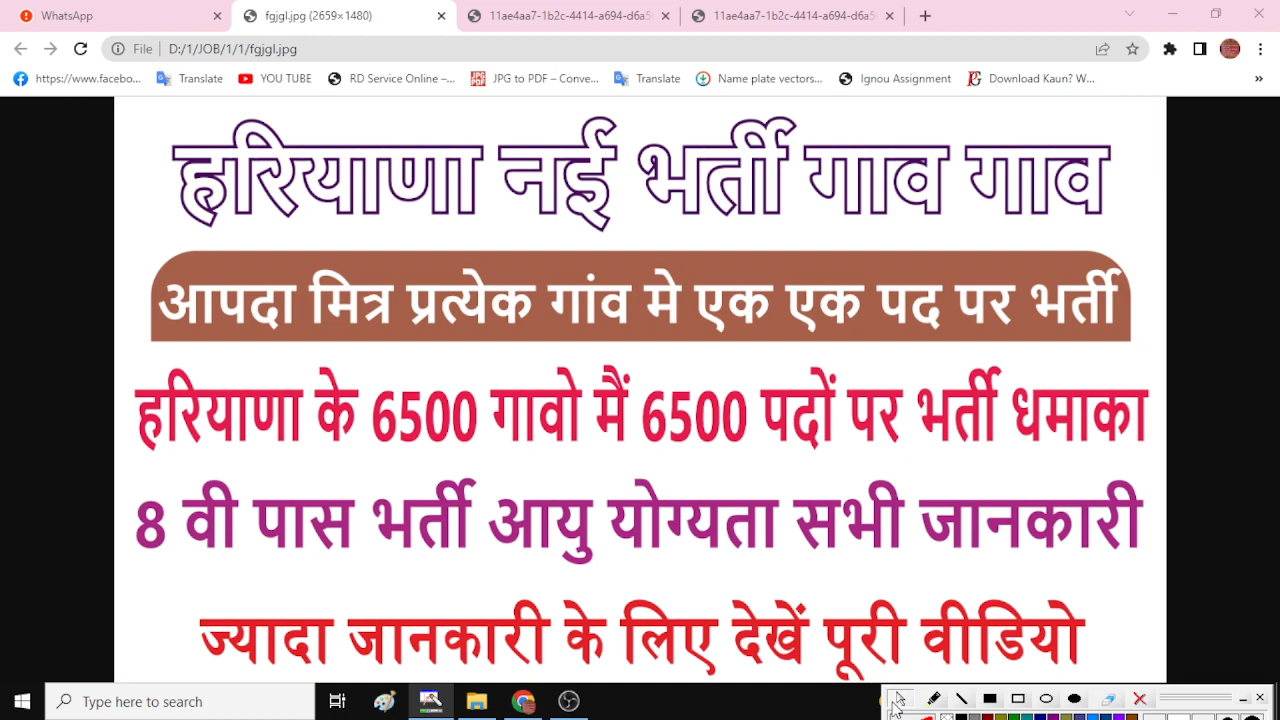 WhatsApp
fgjgl.jpg (2659×1480)
11ae4aa7-1b2c-4414-a694-d6a5
11ae4aa7-1b2c-4414-a694-d6a5
File
D:/1/JOB/1/1/fgjgl.jpg
https://www.facebo...
Translate
YOU TUBE
RD Service Online –...
JPG to PDF – Conve...
Translate
Name plate vectors...
Ignou Assignment
Download Kaun? W...
हरियाणा नई भर्ती गाव गाव
आपदा मित्र प्रत्येक गांव मे एक एक पद पर भर्ती
हरियाणा के 6500 गावो मैं 6500 पदों पर भर्ती धमाका
8 वी पास भर्ती आयु योग्यता सभी जानकारी
ज्यादा जानकारी के लिए देखें पूरी वीडियो
Type here to search